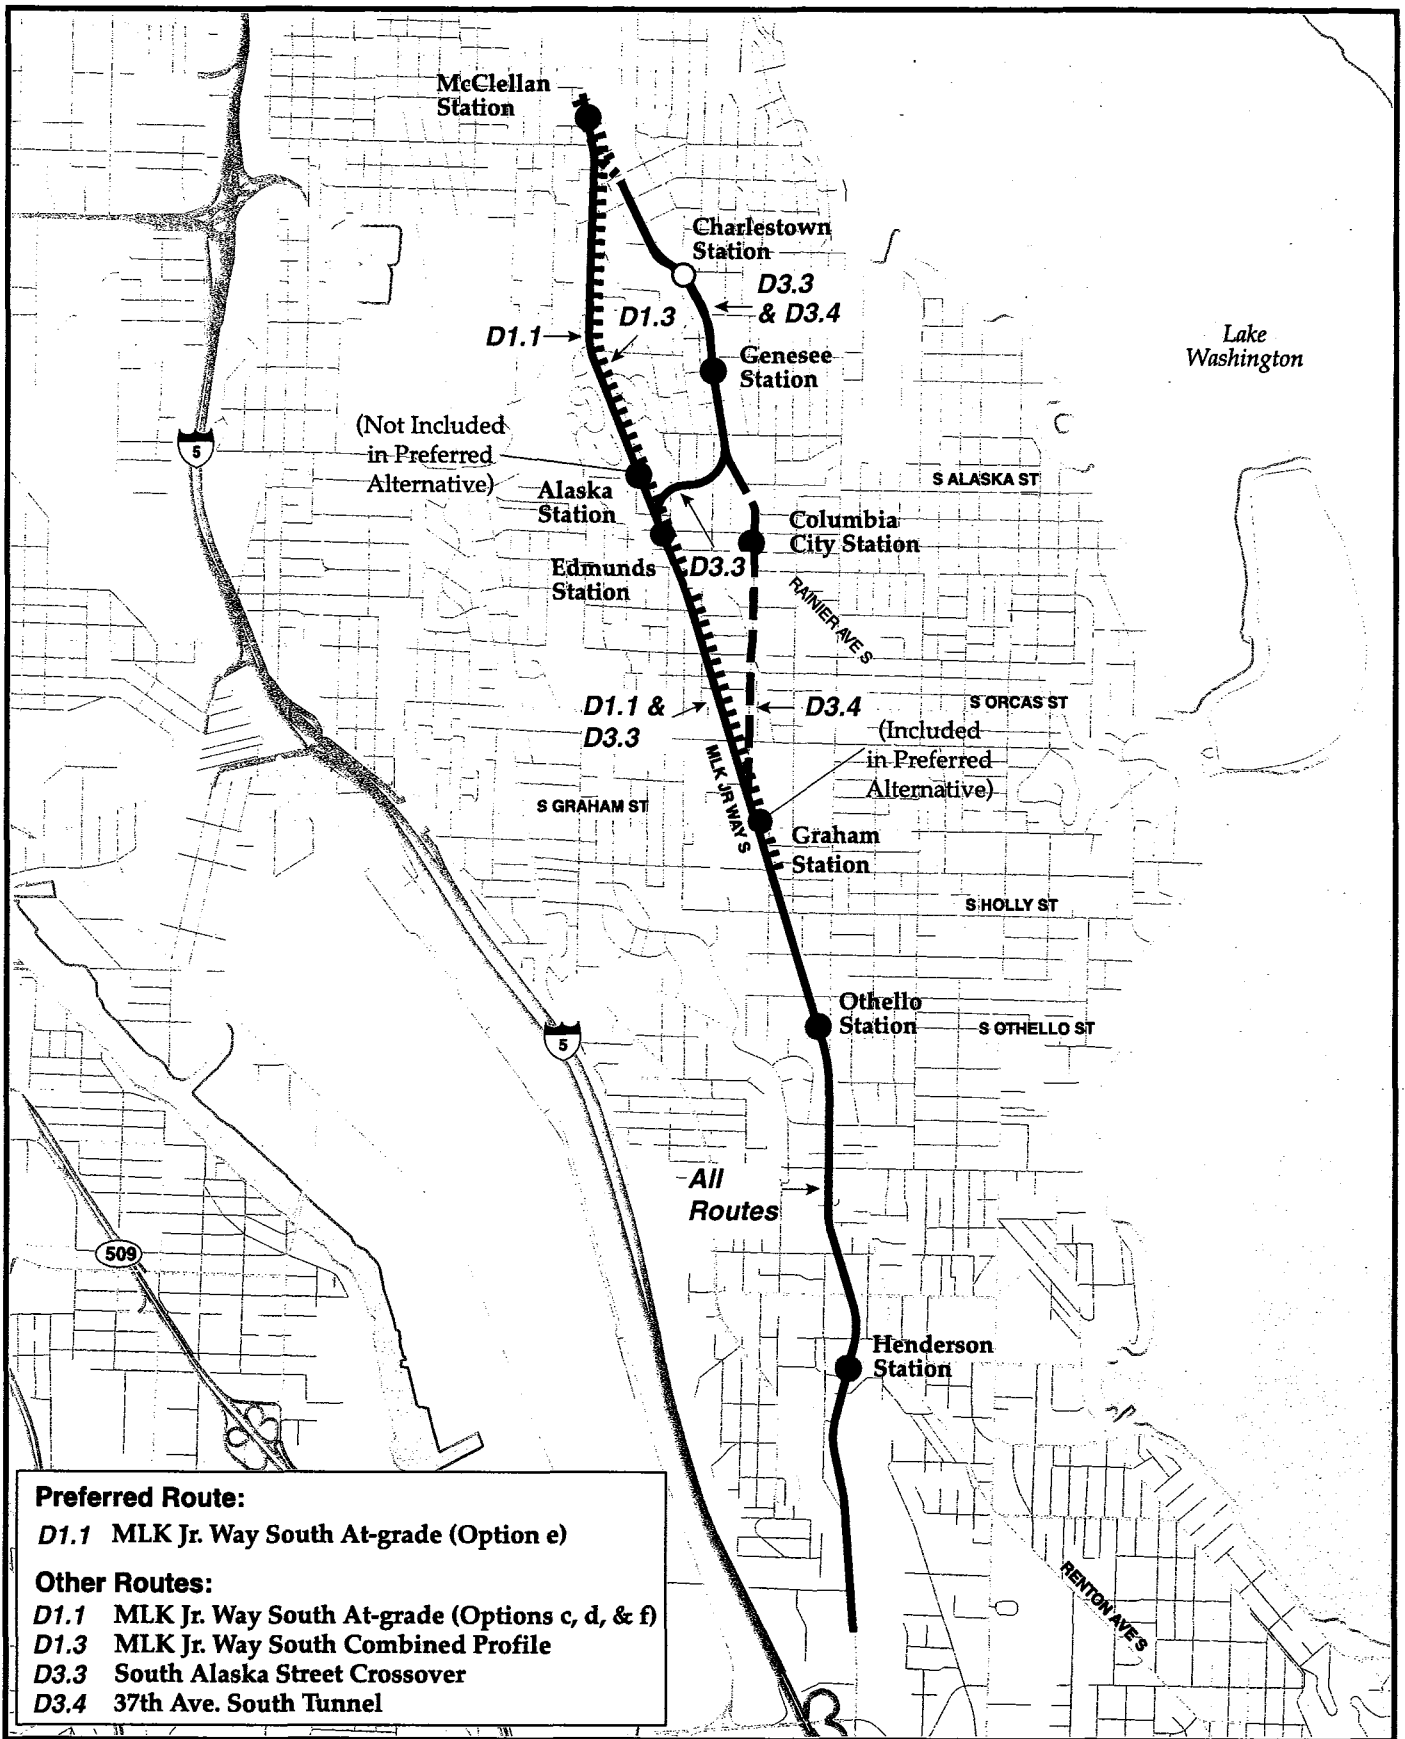 McClellan
Station
Charlestown
Station
D3.3
& D3.4
D1.3
D1.1
Lake
Washington
Genesee
Station
(Not Included
in Preferred
Alternative)
5
S ALASKA ST
Alaska
Station
Columbia
City Station
Edmunds
Station
D3.3
RAINIER AVE S
D1.1 &
D3.3
D3.4
S ORCAS ST
(Included
in Preferred
Alternative)
MLK JR WAY S
S GRAHAM ST
Graham
Station
S HOLLY ST
Othello
Station
S OTHELLO ST
5
All
Routes
509
Henderson
Station
RENTON AVE S
Preferred Route:
D1.1 MLK Jr. Way South At-grade (Option e)
Other Routes:
D1.1 MLK Jr. Way South At-grade (Options c, d, & f)
D1.3 MLK Jr. Way South Combined Profile
D3.3 South Alaska Street Crossover
D3.4 37th Ave. South Tunnel